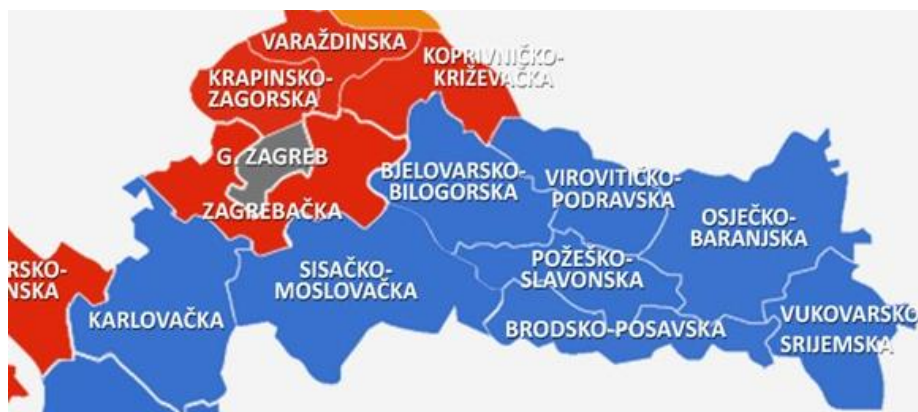 VARAŽDINSKA
KOPRIVNIČKO-
KRIŽEVAČKA
KRAPINSKO-
ZAGORSKA
G. ZAGREB
ZAGREBAČKA
BJELOVARSKO-
BILOGORSKA
VIROVITIČKO-
PODRAVSKA
OSJEČKO-
BARANJSKA
RSKO-
NSKA
KARLOVAČKA
SISAČKO-
MOSLOVAČKA
POŽEŠKO-
SLAVONSKA
BRODSKO-POSAVSKA
VUKOVARSKO
SRIJEMSKA